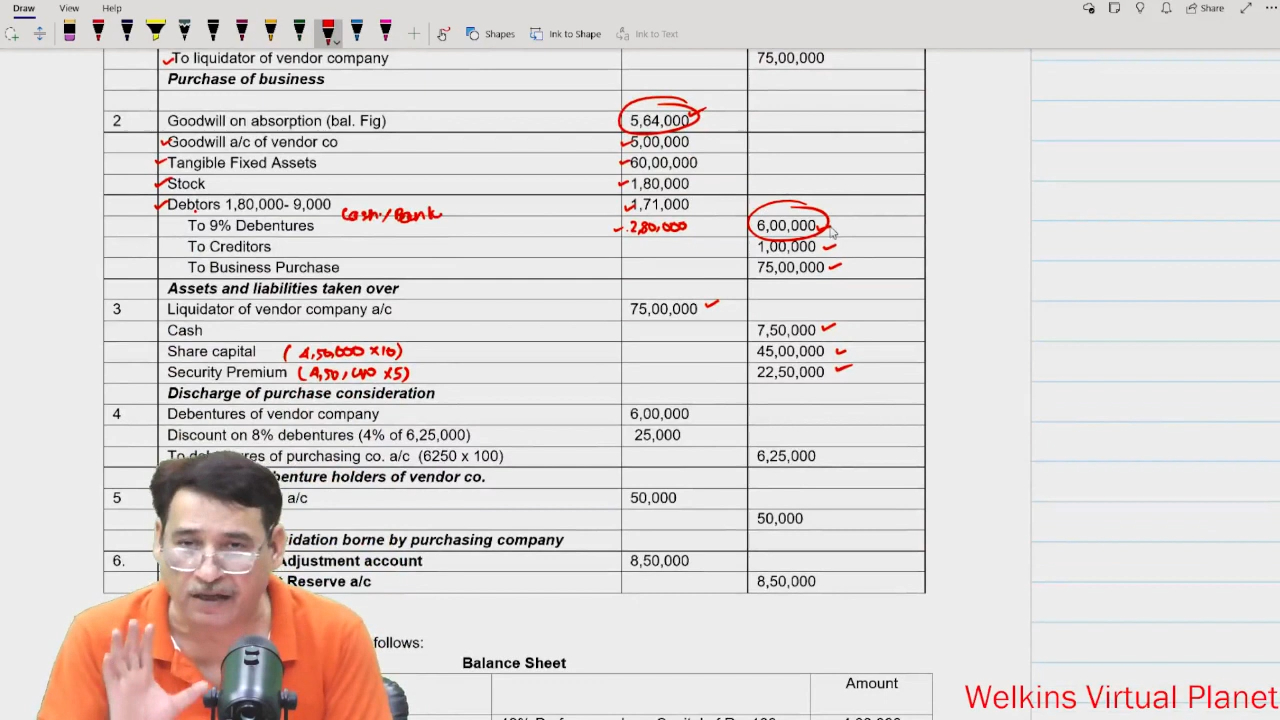 Draw View Help
Share
Shapes Ink to Shape Ink to Text
To liquidator of vendor company 75,00,000
Purchase of business
2 Goodwill on absorption (bal. Fig) 5,64,000
Goodwill a/c of vendor co 5,00,000
Tangible Fixed Assets 60,00,000
Stock 1,80,000
Debtors 1,80,000- 9,000 1,71,000
Cash/Bank
To 9% Debentures 2,80,000 6,00,000
To Creditors 1,00,000
To Business Purchase 75,00,000
Assets and liabilities taken over
3 Liquidator of vendor company a/c 75,00,000
Cash 7,50,000
Share capital (4,50,000 ×10) 45,00,000
Security Premium (4,50,000 ×5) 22,50,000
Discharge of purchase consideration
4 Debentures of vendor company 6,00,000
Discount on 8% debentures (4% of 6,25,000) 25,000
of purchasing co. a/c (6250 x 100) 6,25,000
holders of vendor co.
5 a/c 50,000
50,000
borne by purchasing company
6. Adjustment account 8,50,000
Reserve a/c 8,50,000
follows:
Balance Sheet
Amount
Welkins Virtual Planet